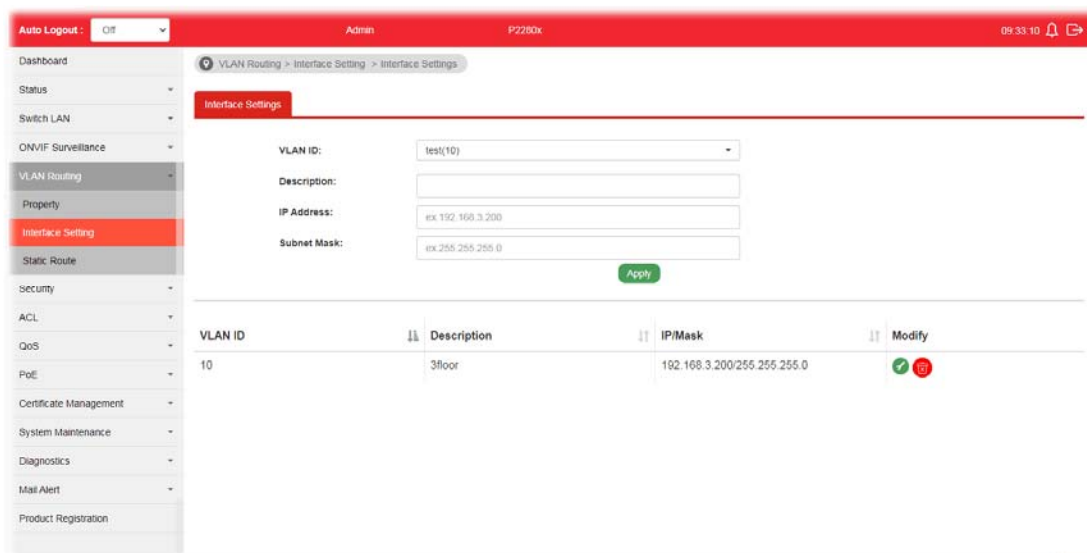 Auto Logout : Off Admin P2280x 09:33:10
Dashboard
Status
Switch LAN
ONVIF Surveillance
VLAN Routing
Property
Interface Setting
Static Route
Security
ACL
QoS
PoE
Certificate Management
System Maintenance
Diagnostics
Mail Alert
Product Registration
VLAN Routing > Interface Setting > Interface Settings
Interface Settings
VLAN ID: test(10)
Description:
IP Address: ex.192.168.3.200
Subnet Mask: ex.255.255.255.0
Apply
VLAN ID Description IP/Mask Modify
10 3floor 192.168.3.200/255.255.255.0